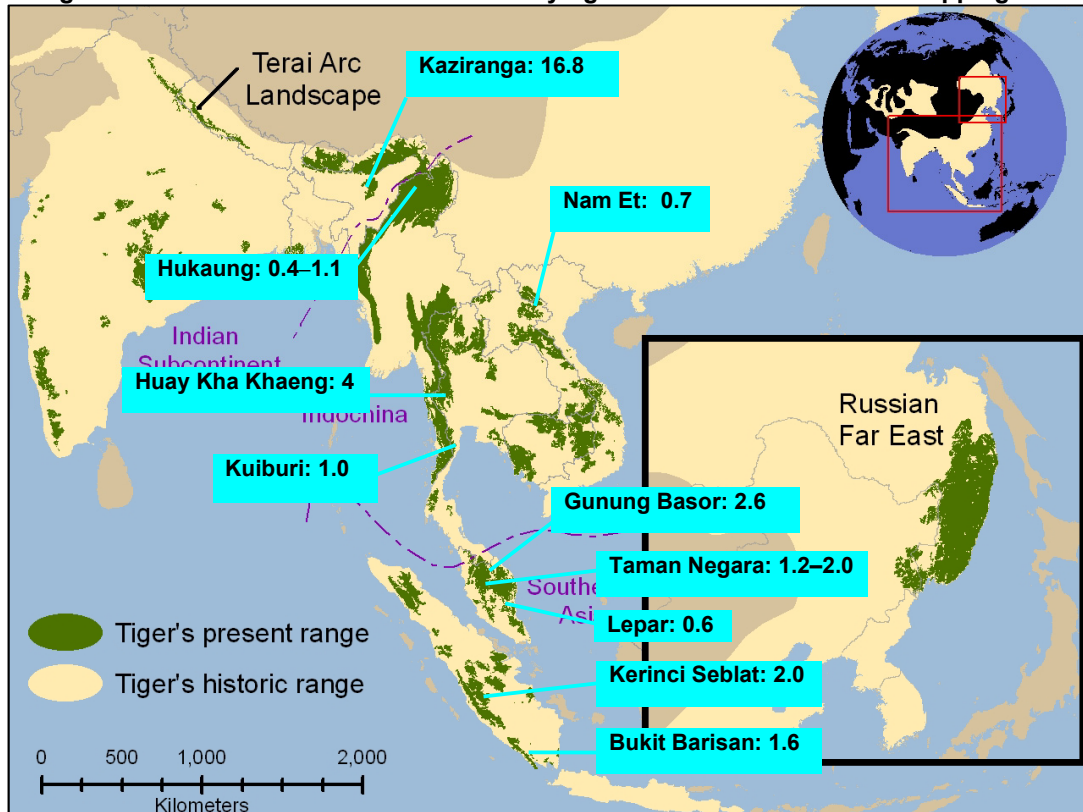 Terai Arc
Landscape
Kaziranga: 16.8
Nam Et: 0.7
Hukaung: 0.4–1.1
Indian
Subcontinent
Huay Kha Khaeng: 4
Indochina
Russian
Far East
Kuiburi: 1.0
Gunung Basor: 2.6
Taman Negara: 1.2–2.0
Lepar: 0.6
Tiger's present range
Tiger's historic range
Kerinci Seblat: 2.0
Bukit Barisan: 1.6
0 500 1,000 2,000
Kilometers